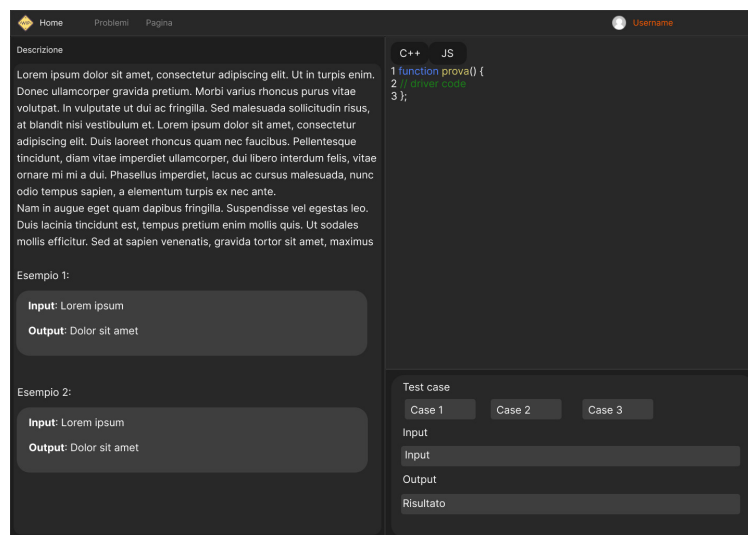 Home Problemi Pagina Username
Descrizione
Lorem ipsum dolor sit amet, consectetur adipiscing elit. Ut in turpis enim.
Donec ullamcorper gravida pretium. Morbi varius rhoncus purus vitae
volutpat. In vulputate ut dui ac fringilla. Sed malesuada sollicitudin risus,
at blandit nisi vestibulum et. Lorem ipsum dolor sit amet, consectetur
adipiscing elit. Duis laoreet rhoncus quam nec faucibus. Pellentesque
tincidunt, diam vitae imperdiet ullamcorper, dui libero interdum felis, vitae
ornare mi mi a dui. Phasellus imperdiet, lacus ac cursus malesuada, nunc
odio tempus sapien, a elementum turpis ex nec ante.
Nam in augue eget quam dapibus fringilla. Suspendisse vel egestas leo.
Duis lacinia tincidunt est, tempus pretium enim mollis quis. Ut sodales
mollis efficitur. Sed at sapien venenatis, gravida tortor sit amet, maximus
Esempio 1:
Input: Lorem ipsum
Output: Dolor sit amet
Esempio 2:
Input: Lorem ipsum
Output: Dolor sit amet
C++ JS
1 function prova() {
2 // driver code
3 };
Test case
Case 1 Case 2 Case 3
Input
Input
Output
Risultato